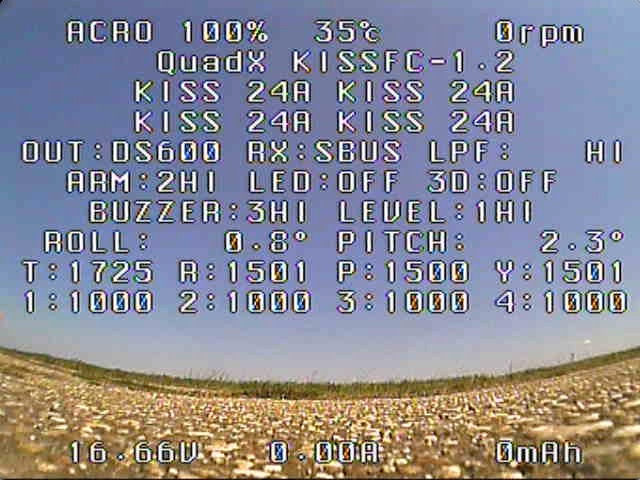 ACRO 100% 35℃ 0rpm
QuadX KISSFC-1.2
KISS 24A KISS 24A
KISS 24A KISS 24A
OUT:DS600 RX:SBUS LPF: HI
ARM:2HI LED:OFF 3D:OFF
BUZZER:3HI LEVEL:1HI
ROLL: 0.8° PITCH: 2.3°
T:1725 R:1501 P:1500 Y:1501
1:1000 2:1000 3:1000 4:1000
16.66V 0.00A 0mAh